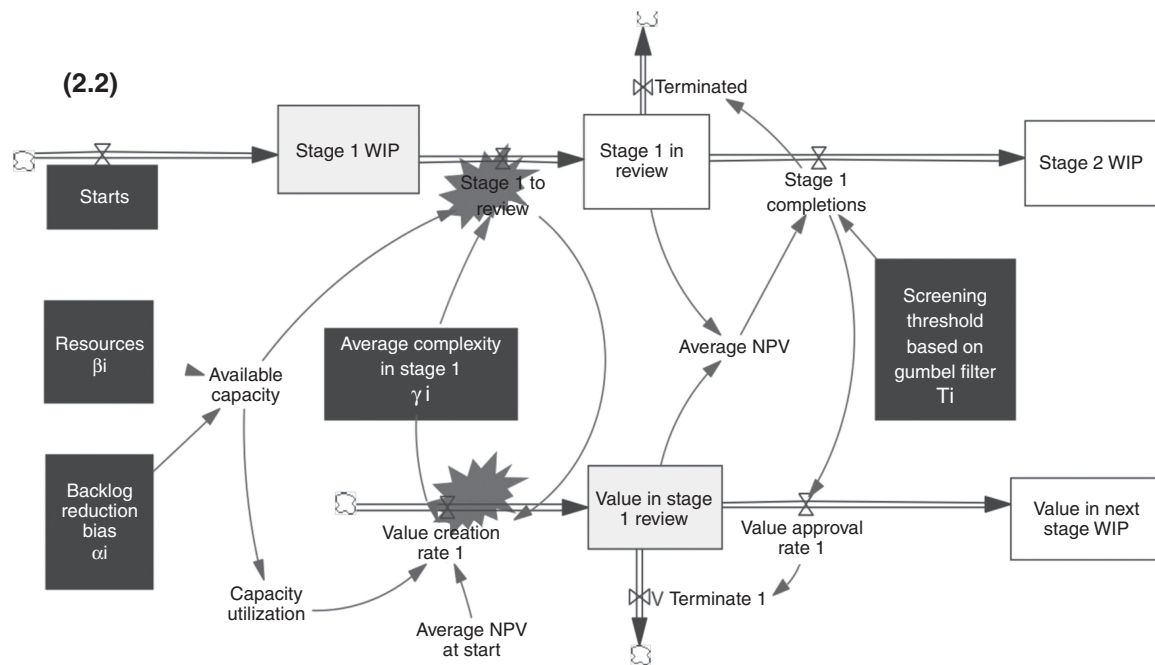 (2.2)
Terminated
Starts
Stage 1 WIP
Stage 1 to
review
Stage 1 in
review
Stage 1
completions
Stage 2 WIP
Resources
βi
Available
capacity
Average complexity
in stage 1
γ i
Average NPV
Screening
threshold
based on
gumbel filter
Ti
Backlog
reduction
bias
αi
Value creation
rate 1
Value in stage
1 review
Value approval
rate 1
Value in next
stage WIP
Capacity
utilization
Average NPV
at start
V Terminate 1